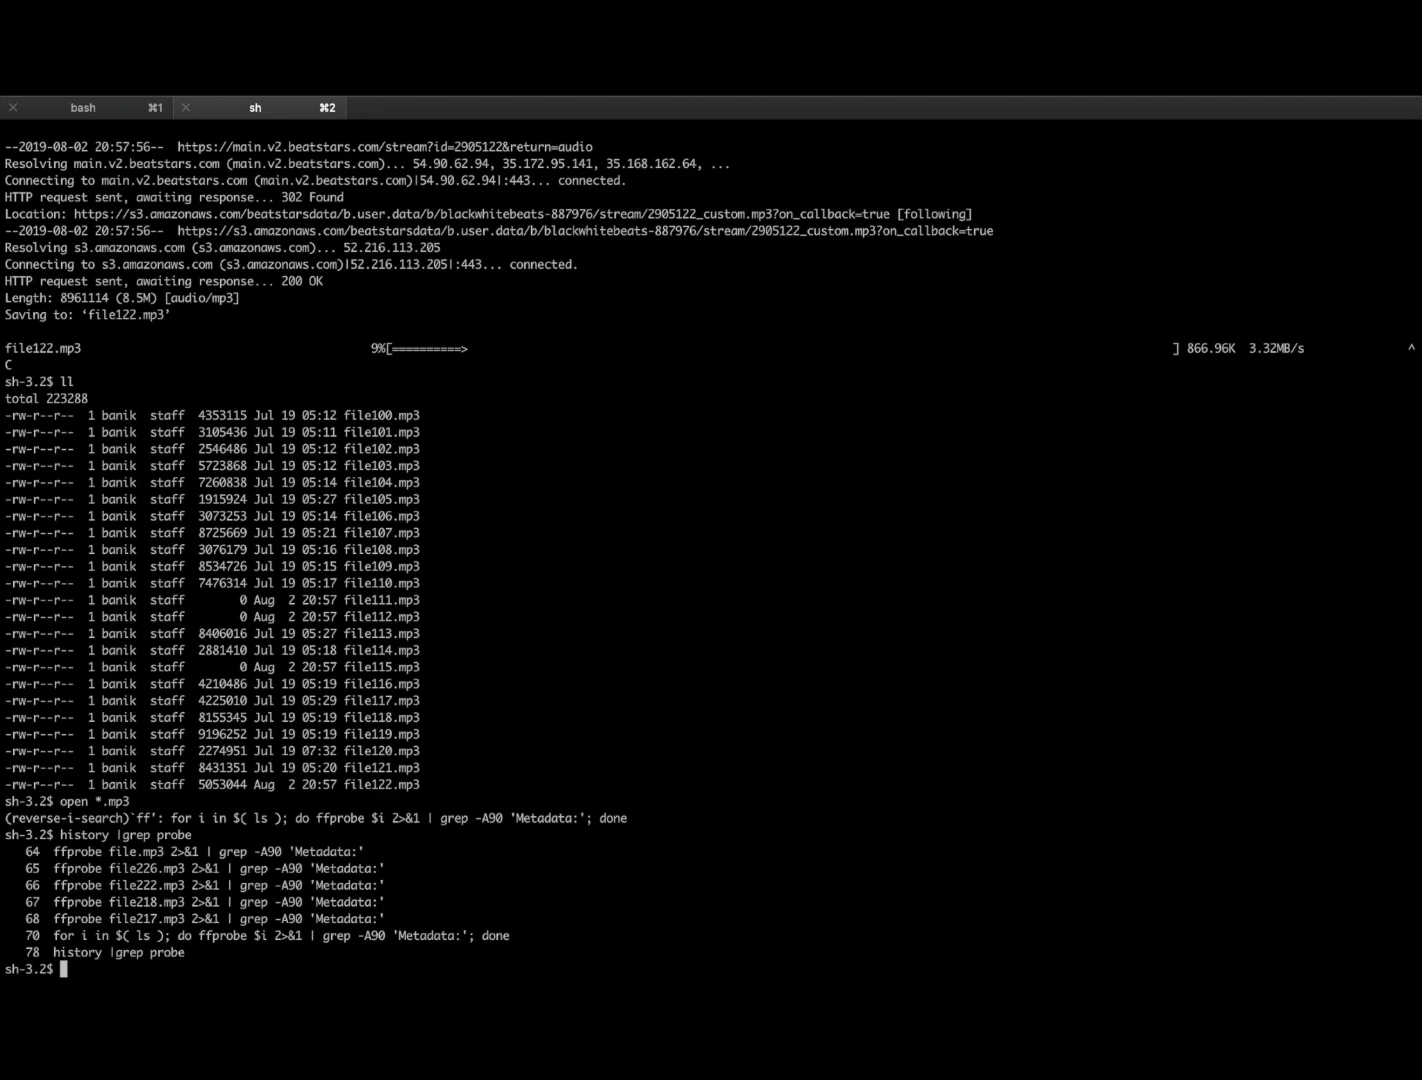 bash ⌘1 sh ⌘2
--2019-08-02 20:57:56-- https://main.v2.beatstars.com/stream?id=2905122&return=audio
Resolving main.v2.beatstars.com (main.v2.beatstars.com)... 54.90.62.94, 35.172.95.141, 35.168.162.64, ...
Connecting to main.v2.beatstars.com (main.v2.beatstars.com)|54.90.62.94|:443... connected.
HTTP request sent, awaiting response... 302 Found
Location: https://s3.amazonaws.com/beatstarsdata/b.user.data/b/blackwhitebeats-887976/stream/2905122_custom.mp3?on_callback=true [following]
--2019-08-02 20:57:56-- https://s3.amazonaws.com/beatstarsdata/b.user.data/b/blackwhitebeats-887976/stream/2905122_custom.mp3?on_callback=true
Resolving s3.amazonaws.com (s3.amazonaws.com)... 52.216.113.205
Connecting to s3.amazonaws.com (s3.amazonaws.com)|52.216.113.205|:443... connected.
HTTP request sent, awaiting response... 200 OK
Length: 8961114 (8.5M) [audio/mp3]
Saving to: ‘file122.mp3’
file122.mp3 9%[==========> ] 866.96K 3.32MB/s ^
C
sh-3.2$ ll
total 223288
-rw-r--r-- 1 banik staff 4353115 Jul 19 05:12 file100.mp3
-rw-r--r-- 1 banik staff 3105436 Jul 19 05:11 file101.mp3
-rw-r--r-- 1 banik staff 2546486 Jul 19 05:12 file102.mp3
-rw-r--r-- 1 banik staff 5723868 Jul 19 05:12 file103.mp3
-rw-r--r-- 1 banik staff 7260838 Jul 19 05:14 file104.mp3
-rw-r--r-- 1 banik staff 1915924 Jul 19 05:27 file105.mp3
-rw-r--r-- 1 banik staff 3073253 Jul 19 05:14 file106.mp3
-rw-r--r-- 1 banik staff 8725669 Jul 19 05:21 file107.mp3
-rw-r--r-- 1 banik staff 3076179 Jul 19 05:16 file108.mp3
-rw-r--r-- 1 banik staff 8534726 Jul 19 05:15 file109.mp3
-rw-r--r-- 1 banik staff 7476314 Jul 19 05:17 file110.mp3
-rw-r--r-- 1 banik staff 0 Aug 2 20:57 file111.mp3
-rw-r--r-- 1 banik staff 0 Aug 2 20:57 file112.mp3
-rw-r--r-- 1 banik staff 8406016 Jul 19 05:27 file113.mp3
-rw-r--r-- 1 banik staff 2881410 Jul 19 05:18 file114.mp3
-rw-r--r-- 1 banik staff 0 Aug 2 20:57 file115.mp3
-rw-r--r-- 1 banik staff 4210486 Jul 19 05:19 file116.mp3
-rw-r--r-- 1 banik staff 4225010 Jul 19 05:29 file117.mp3
-rw-r--r-- 1 banik staff 8155345 Jul 19 05:19 file118.mp3
-rw-r--r-- 1 banik staff 9196252 Jul 19 05:19 file119.mp3
-rw-r--r-- 1 banik staff 2274951 Jul 19 07:32 file120.mp3
-rw-r--r-- 1 banik staff 8431351 Jul 19 05:20 file121.mp3
-rw-r--r-- 1 banik staff 5053044 Aug 2 20:57 file122.mp3
sh-3.2$ open *.mp3
(reverse-i-search)`ff': for i in $( ls ); do ffprobe $i 2>&1 | grep -A90 'Metadata:'; done
sh-3.2$ history |grep probe
64 ffprobe file.mp3 2>&1 | grep -A90 'Metadata:'
65 ffprobe file226.mp3 2>&1 | grep -A90 'Metadata:'
66 ffprobe file222.mp3 2>&1 | grep -A90 'Metadata:'
67 ffprobe file218.mp3 2>&1 | grep -A90 'Metadata:'
68 ffprobe file217.mp3 2>&1 | grep -A90 'Metadata:'
70 for i in $( ls ); do ffprobe $i 2>&1 | grep -A90 'Metadata:'; done
78 history |grep probe
sh-3.2$